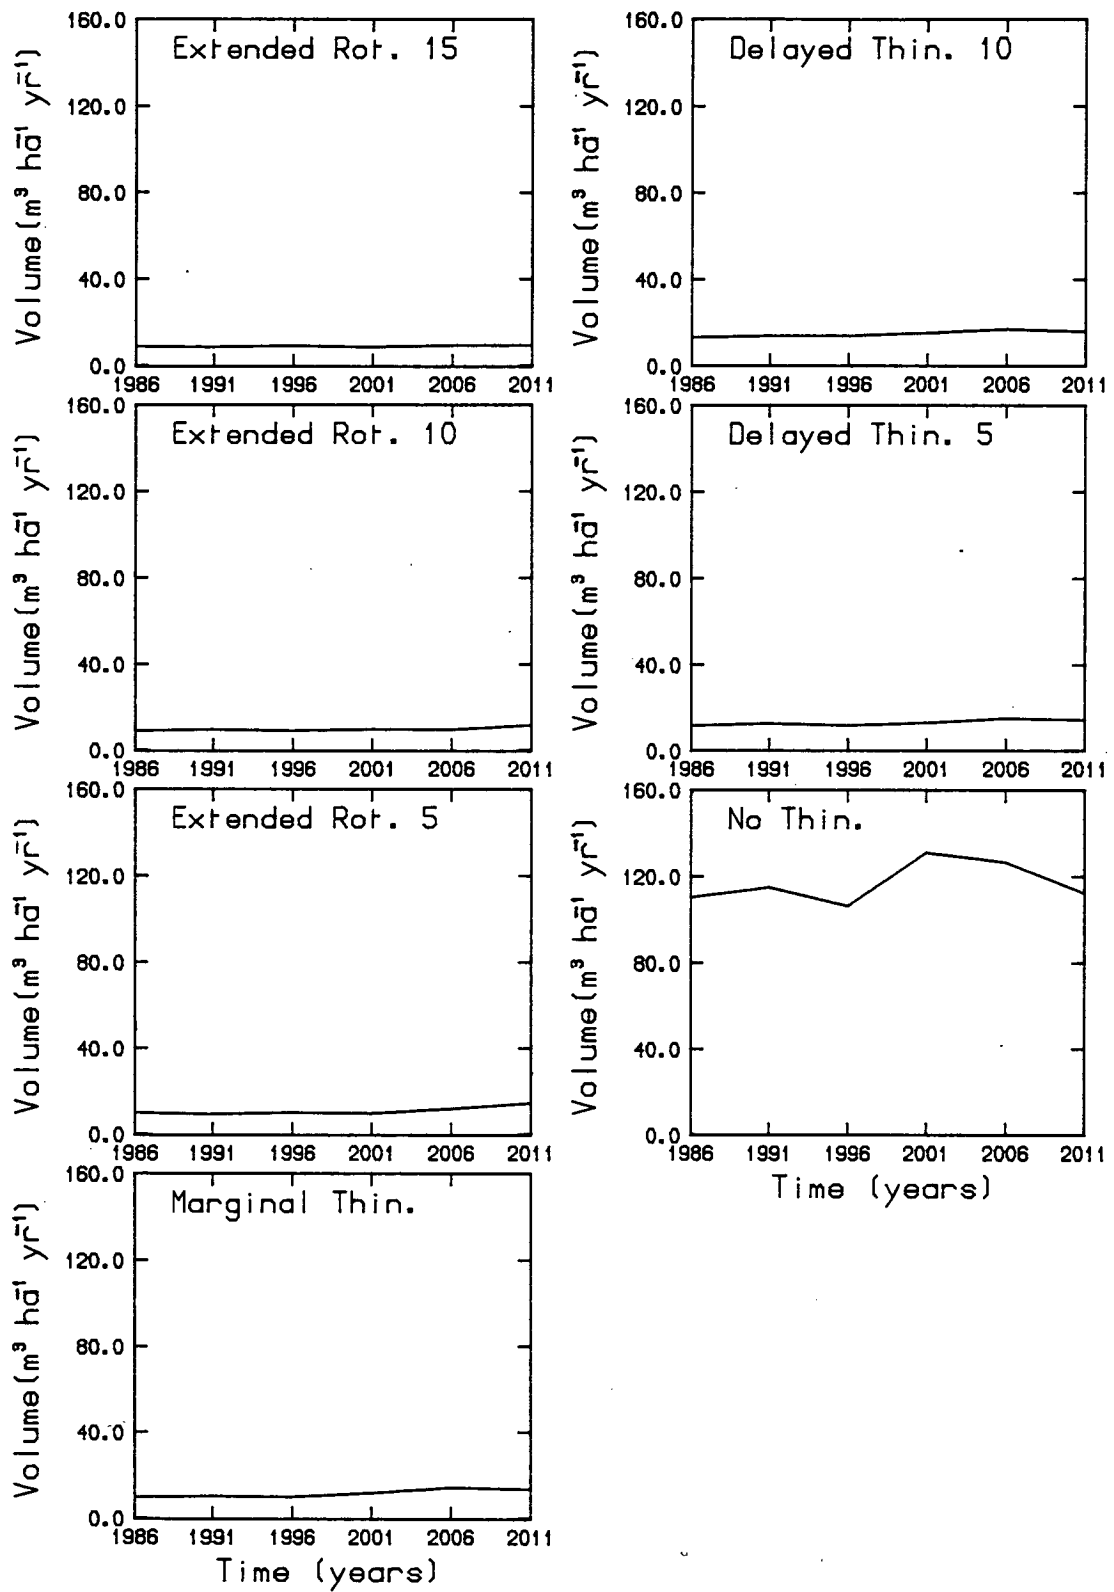 Extended Rot. 15
Volume(m³ ha⁻¹ yr⁻¹)
160.0
120.0
80.0
40.0
0.0
1986 1991 1996 2001 2006 2011
Delayed Thin. 10
Volume(m³ ha⁻¹ yr⁻¹)
160.0
120.0
80.0
40.0
0.0
1986 1991 1996 2001 2006 2011
Extended Rot. 10
Volume(m³ ha⁻¹ yr⁻¹)
160.0
120.0
80.0
40.0
0.0
1986 1991 1996 2001 2006 2011
Delayed Thin. 5
Volume(m³ ha⁻¹ yr⁻¹)
160.0
120.0
80.0
40.0
0.0
1986 1991 1996 2001 2006 2011
Extended Rot. 5
Volume(m³ ha⁻¹ yr⁻¹)
160.0
120.0
80.0
40.0
0.0
1986 1991 1996 2001 2006 2011
No Thin.
Volume(m³ ha⁻¹ yr⁻¹)
160.0
120.0
80.0
40.0
0.0
1986 1991 1996 2001 2006 2011
Time (years)
Marginal Thin.
Volume(m³ ha⁻¹ yr⁻¹)
160.0
120.0
80.0
40.0
0.0
1986 1991 1996 2001 2006 2011
Time (years)